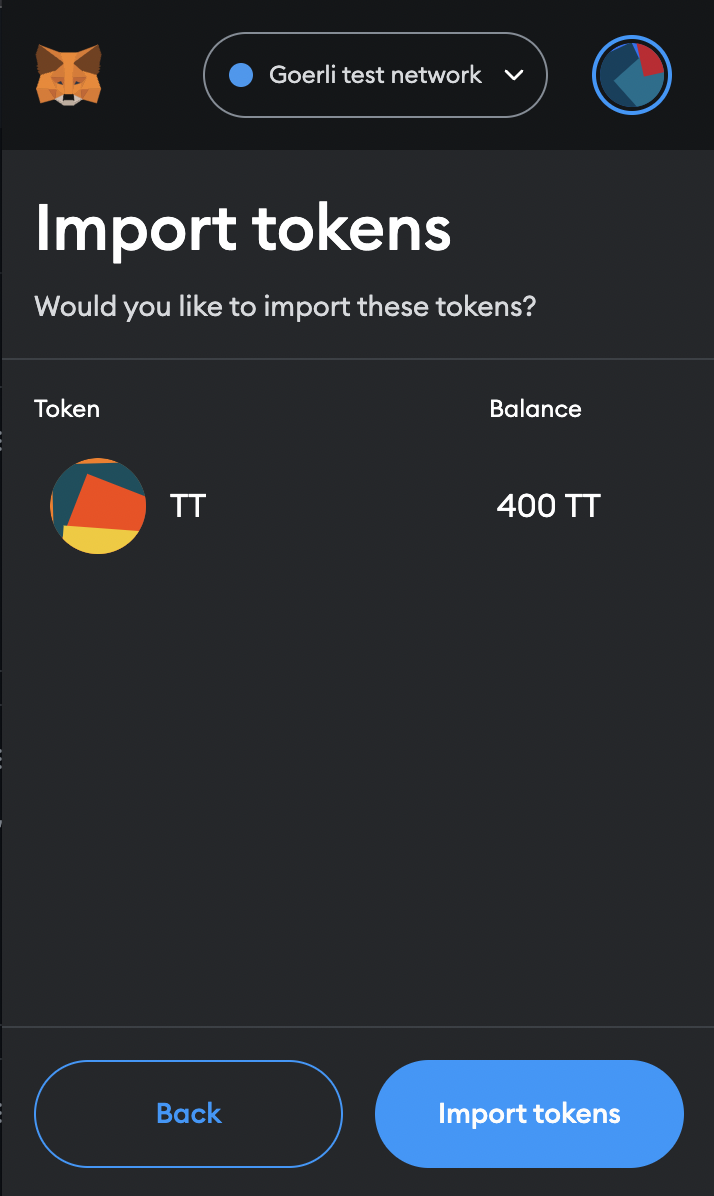 Goerli test network
Import tokens
Would you like to import these tokens?
Token Balance
TT 400 TT
Back Import tokens